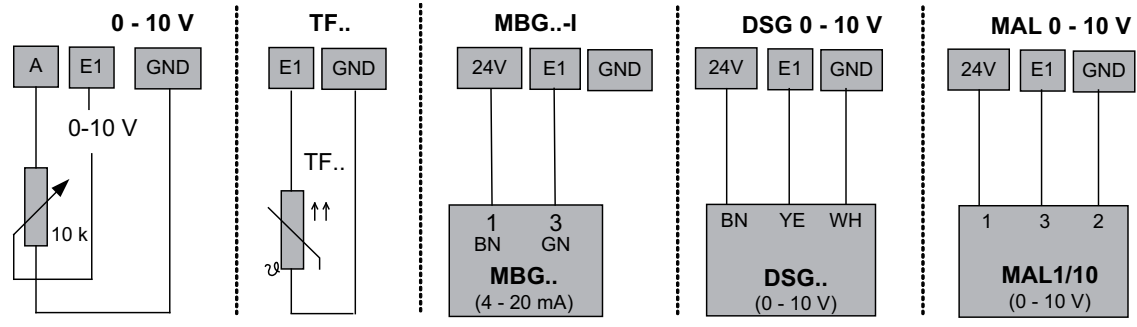 0 - 10 V
A E1 GND
0-10 V
10 k
TF..
E1 GND
TF..
↑↑
ϑ
MBG..-I
24V E1 GND
1 3
BN GN
MBG..
(4 - 20 mA)
DSG 0 - 10 V
24V E1 GND
BN YE WH
DSG..
(0 - 10 V)
MAL 0 - 10 V
24V E1 GND
1 3 2
MAL1/10
(0 - 10 V)